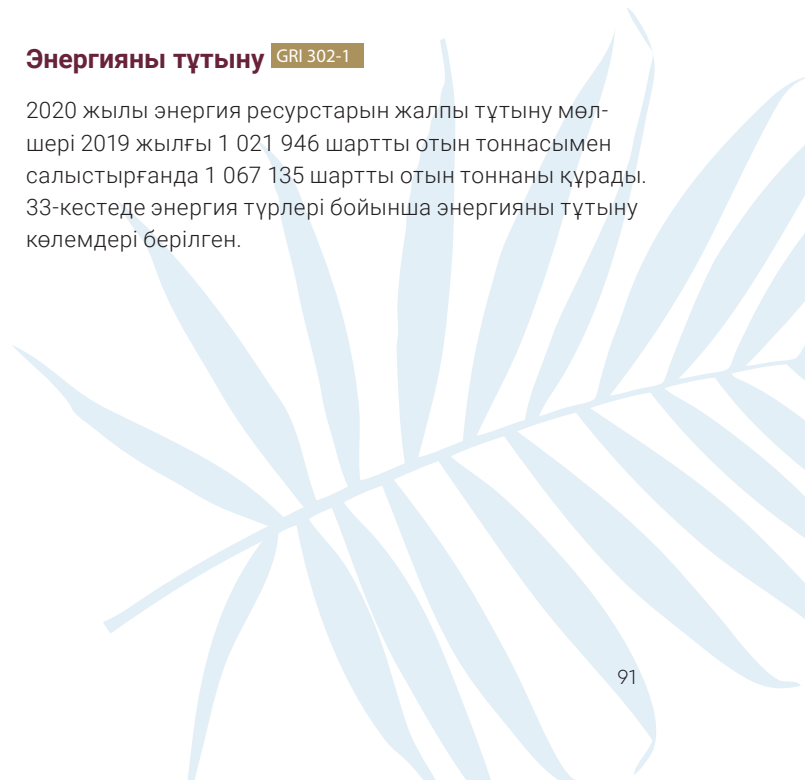 Энергияны тұтыну GRI 302-1
2020 жылы энергия ресурстарын жалпы тұтыну мөл-
шері 2019 жылғы 1 021 946 шартты отын тоннасымен
салыстырғанда 1 067 135 шартты отын тоннаны құрады.
33-кестеде энергия түрлері бойынша энергияны тұтыну
көлемдері берілген.
91